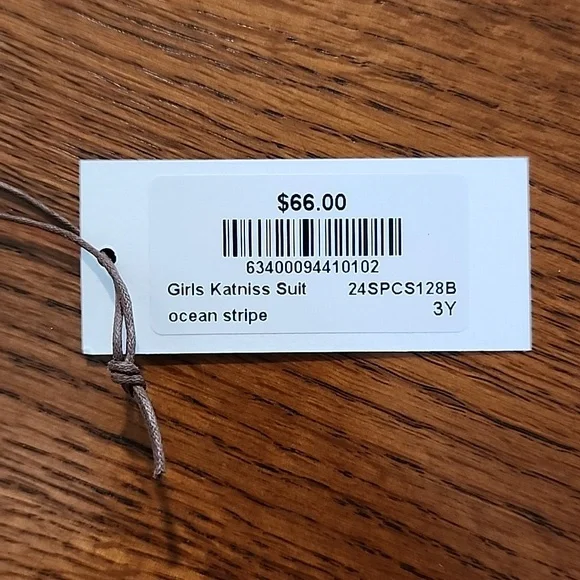 $66.00
63400094410102
Girls Katniss Suit 24SPCS128B
ocean stripe 3Y